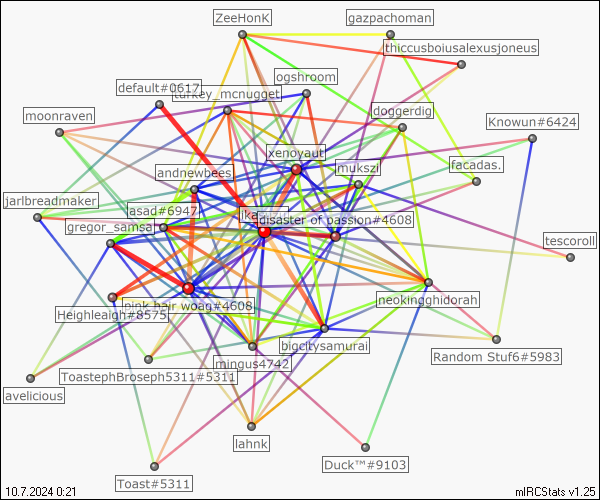 ZeeHonK
gazpachoman
thiccusboiusalexusjoneus
ogshroom
default#0617
turkey_mcnugget
doggerdig
moonraven
Knowun#6424
xenoyaut
mukszi
facadas.
andnewbees
jarlbreadmaker
asad#6947
disaster of passion#4608
gregor_samsa
tescoroll
neokingghidorah
pink hair woag#4608
Heighleaigh#8575
bigcitysamurai
Random Stuf6#5983
mingus4742
ToastephBroseph5311#5311
avelicious
lahnk
Duck™#9103
Toast#5311
10.7.2024 0:21
mIRCStats v1.25